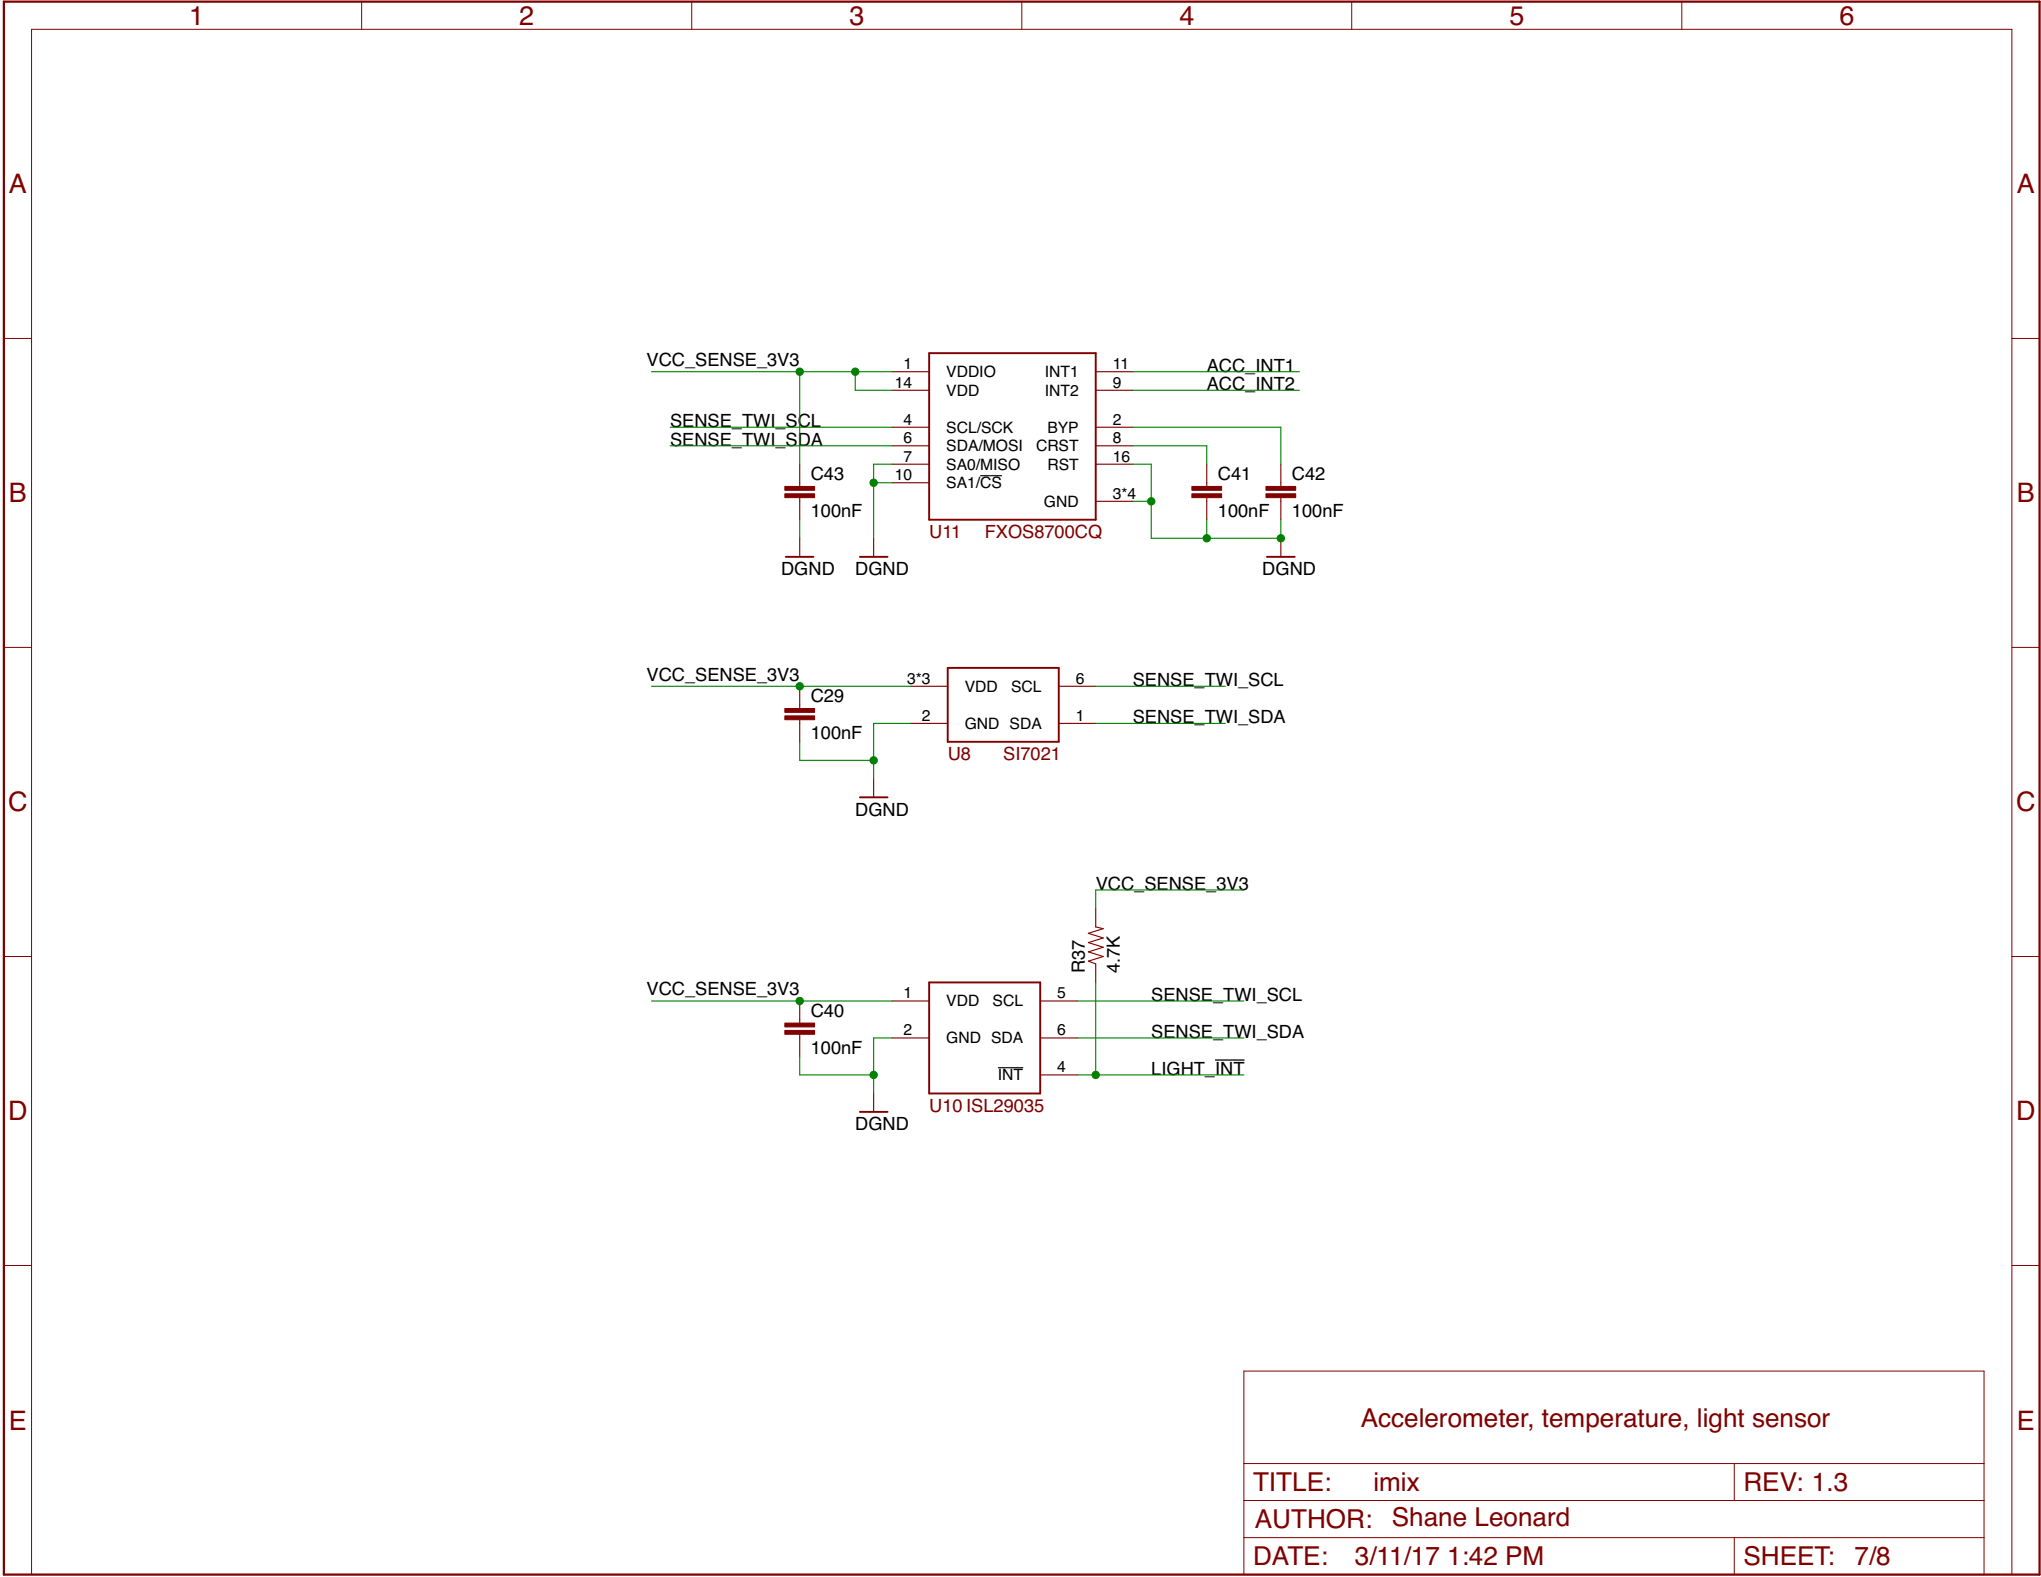 1 2 3 4 5 6
A A
VCC_SENSE_3V3 1 VDDIO INT1 11 ACC_INT1
14 VDD INT2 9 ACC_INT2
SENSE_TWI_SCL 4 SCL/SCK BYP 2
SENSE_TWI_SDA 6 SDA/MOSI CRST 8
7 SA0/MISO RST 16
C43 10 SA1/CS C41 C42
B B
100nF GND 3*4 100nF 100nF
U11 FXOS8700CQ
DGND DGND DGND
VCC_SENSE_3V3 3*3 VDD SCL 6 SENSE_TWI_SCL
C29
100nF 2 GND SDA 1 SENSE_TWI_SDA
U8 SI7021
C C
DGND
VCC_SENSE_3V3
R37 4.7K
VCC_SENSE_3V3 1 VDD SCL 5 SENSE_TWI_SCL
C40
100nF 2 GND SDA 6 SENSE_TWI_SDA
INT 4 LIGHT_INT
U10 ISL29035
D D
DGND
E E
Accelerometer, temperature, light sensor
TITLE: imix REV: 1.3
AUTHOR: Shane Leonard
DATE: 3/11/17 1:42 PM SHEET: 7/8